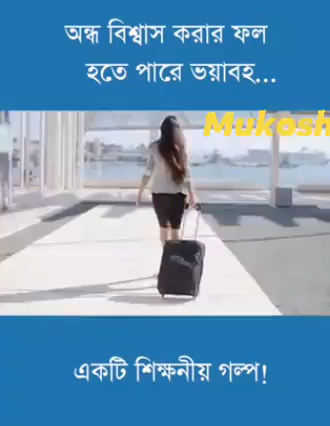 অন্ধ বিশ্বাস করার ফল
হতে পারে ভয়াবহ...
Mukosh
একটি শিক্ষনীয় গল্প!